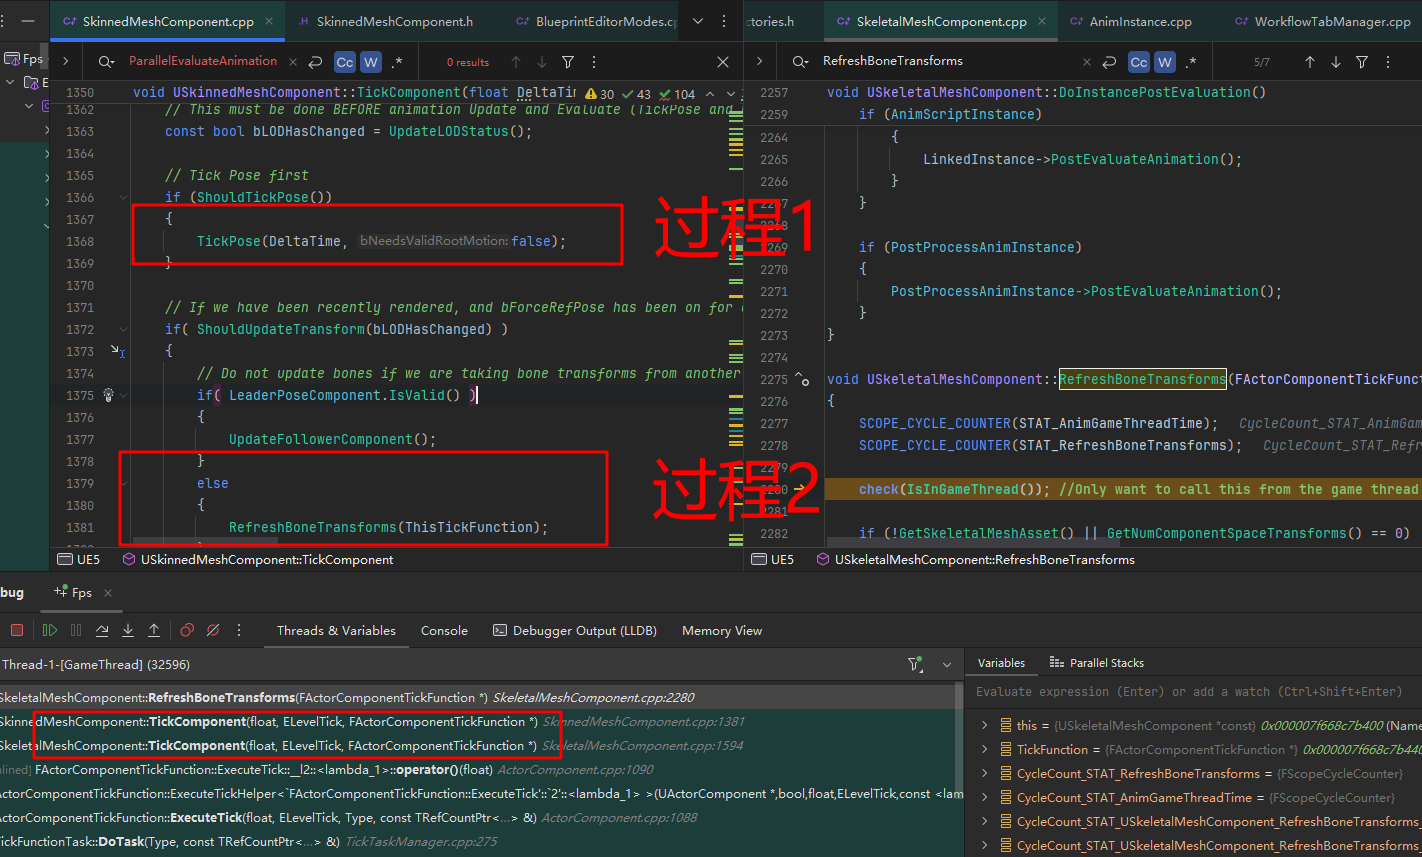 SkinnedMeshComponent.cpp
SkinnedMeshComponent.h
BlueprintEditorModes.c
ctories.h
SkeletalMeshComponent.cpp
AnimInstance.cpp
WorkflowTabManager.cpp
Fps
ParallelEvaluateAnimation
Cc
W
.*
0 results
RefreshBoneTransforms
Cc
W
.*
5/7
1350 void USkinnedMeshComponent::TickComponent(float DeltaTim
30 43 104
1362 // This must be done BEFORE animation Update and Evaluate (TickPose and
1363 const bool bLODHasChanged = UpdateLODStatus();
1364
1365 // Tick Pose first
1366 if (ShouldTickPose())
1367 {
1368 TickPose(DeltaTime, bNeedsValidRootMotion: false);
1369 }
1370
1371 // If we have been recently rendered, and bForceRefPose has been on for
1372 if( ShouldUpdateTransform(bLODHasChanged) )
1373 {
1374 // Do not update bones if we are taking bone transforms from another
1375 if( LeaderPoseComponent.IsValid() )
1376 {
1377 UpdateFollowerComponent();
1378 }
1379 else
1380 {
1381 RefreshBoneTransforms(ThisTickFunction);
过程1
过程2
2257 void USkeletalMeshComponent::DoInstancePostEvaluation()
2259 if (AnimScriptInstance)
2264 {
2265 LinkedInstance->PostEvaluateAnimation();
2266 }
2267 }
2268
2269 if (PostProcessAnimInstance)
2270 {
2271 PostProcessAnimInstance->PostEvaluateAnimation();
2272 }
2273 }
2274
2275 void USkeletalMeshComponent::RefreshBoneTransforms(FActorComponentTickFunct
2276 {
2277 SCOPE_CYCLE_COUNTER(STAT_AnimGameThreadTime); CycleCount_STAT_AnimGam
2278 SCOPE_CYCLE_COUNTER(STAT_RefreshBoneTransforms); CycleCount_STAT_Refr
2279
2280 check(IsInGameThread()); //Only want to call this from the game thread
2281
2282 if (!GetSkeletalMeshAsset() || GetNumComponentSpaceTransforms() == 0)
UE5 USkinnedMeshComponent::TickComponent
UE5 USkeletalMeshComponent::RefreshBoneTransforms
bug
Fps
Threads & Variables
Console
Debugger Output (LLDB)
Memory View
Thread-1-[GameThread] (32596)
SkeletalMeshComponent::RefreshBoneTransforms(FActorComponentTickFunction *) SkeletalMeshComponent.cpp:2280
SkinnedMeshComponent::TickComponent(float, ELevelTick, FActorComponentTickFunction *) SkinnedMeshComponent.cpp:1381
SkeletalMeshComponent::TickComponent(float, ELevelTick, FActorComponentTickFunction *) SkeletalMeshComponent.cpp:1594
nlined] FActorComponentTickFunction::ExecuteTick::__l2::<lambda_1>::operator()(float) ActorComponent.cpp:1090
ActorComponentTickFunction::ExecuteTickHelper<`FActorComponentTickFunction::ExecuteTick'::`2'::<lambda_1> >(UActorComponent *,bool,float,ELevelTick,const <lam
ActorComponentTickFunction::ExecuteTick(float, ELevelTick, Type, const TRefCountPtr<...> &) ActorComponent.cpp:1088
ickFunctionTask::DoTask(Type, const TRefCountPtr<...> &) TickTaskManager.cpp:275
Variables
Parallel Stacks
Evaluate expression (Enter) or add a watch (Ctrl+Shift+Enter)
this = {USkeletalMeshComponent *const} 0x000007f668c7b400 (Name
TickFunction = {FActorComponentTickFunction *} 0x000007f668c7b440
CycleCount_STAT_RefreshBoneTransforms = {FScopeCycleCounter}
CycleCount_STAT_AnimGameThreadTime = {FScopeCycleCounter}
CycleCount_STAT_USkeletalMeshComponent_RefreshBoneTransforms_
CycleCount_STAT_USkeletalMeshComponent_RefreshBoneTransforms_